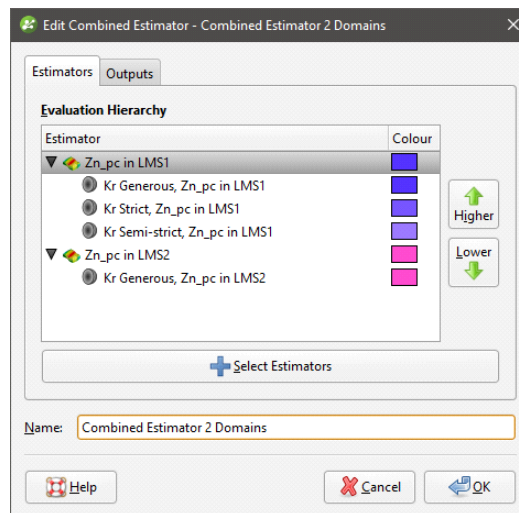 Edit Combined Estimator - Combined Estimator 2 Domains
Estimators Outputs
Evaluation Hierarchy
Estimator Colour
Zn_pc in LMS1
Kr Generous, Zn_pc in LMS1
Kr Strict, Zn_pc in LMS1
Kr Semi-strict, Zn_pc in LMS1
Zn_pc in LMS2
Kr Generous, Zn_pc in LMS2
Higher
Lower
Select Estimators
Name: Combined Estimator 2 Domains
Help Cancel OK